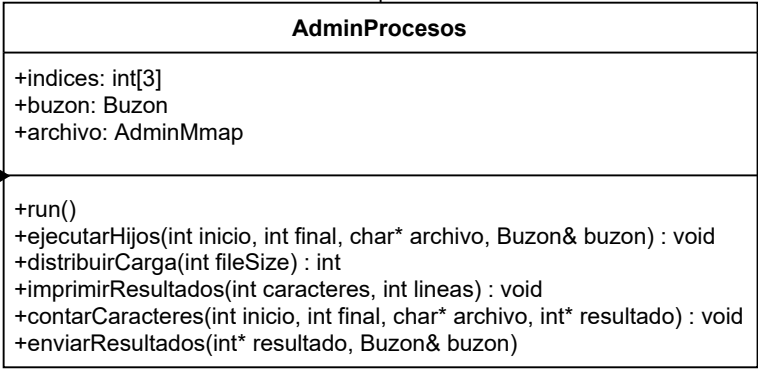 AdminProcesos
+indices: int[3]
+buzon: Buzon
+archivo: AdminMmap
+run()
+ejecutarHijos(int inicio, int final, char* archivo, Buzon& buzon) : void
+distribuirCarga(int fileSize) : int
+imprimirResultados(int caracteres, int lineas) : void
+contarCaracteres(int inicio, int final, char* archivo, int* resultado) : void
+enviarResultados(int* resultado, Buzon& buzon)